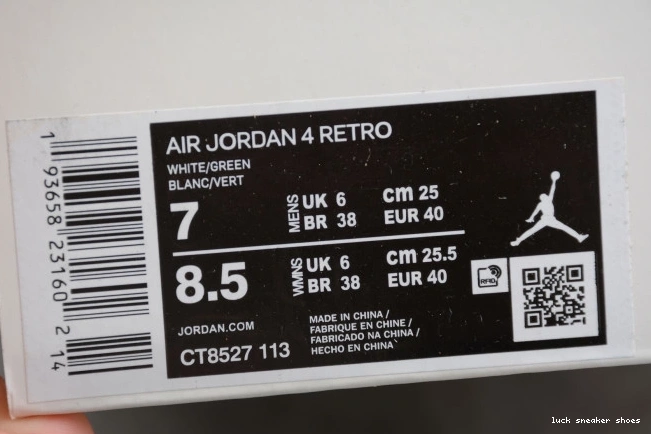 AIR JORDAN 4 RETRO
WHITE/GREEN
BLANC/VERT
7
MENS
UK 6
cm 25
BR 38
EUR 40
8.5
WMNS
UK 6
cm 25.5
BR 38
EUR 40
RFID
JORDAN.COM
MADE IN CHINA /
FABRIQUE EN CHINE /
FABRICADO NA CHINA /
HECHO EN CHINA
CT8527 113
1 93658 23160 2 14
luck sneaker shoes